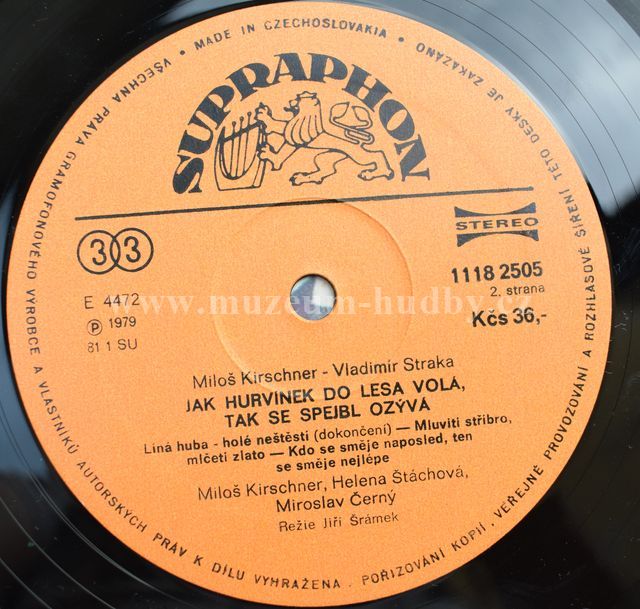 VŠECHNA PRÁVA GRAMOFONOVÉHO VÝROBCE A VLASTNÍKŮ AUTORSKÝCH PRÁV K DÍLU VYHRAŽENA. POŘIZOVÁNÍ KOPIÍ, VEŘEJNÉ PROVOZOVÁNÍ A ROZHLASOVÉ ŠÍŘENÍ TÉTO DESKY JE ZAKÁZÁNO • MADE IN CZECHOSLOVAKIA •
SUPRAPHON
33
STEREO
E 4472
℗ 1979
81 1 SU
1118 2505
2. strana
Kčs 36,-
www.muzeum-hudby.cz
Miloš Kirschner - Vladimír Straka
JAK HURVÍNEK DO LESA VOLÁ,
TAK SE SPEJBL OZÝVÁ
Líná huba - holé neštěstí (dokončení) — Mluviti stříbro,
mlčeti zlato — Kdo se směje naposled, ten
se směje nejlépe
Miloš Kirschner, Helena Štáchová,
Miroslav Černý
Režie Jiří Šrámek